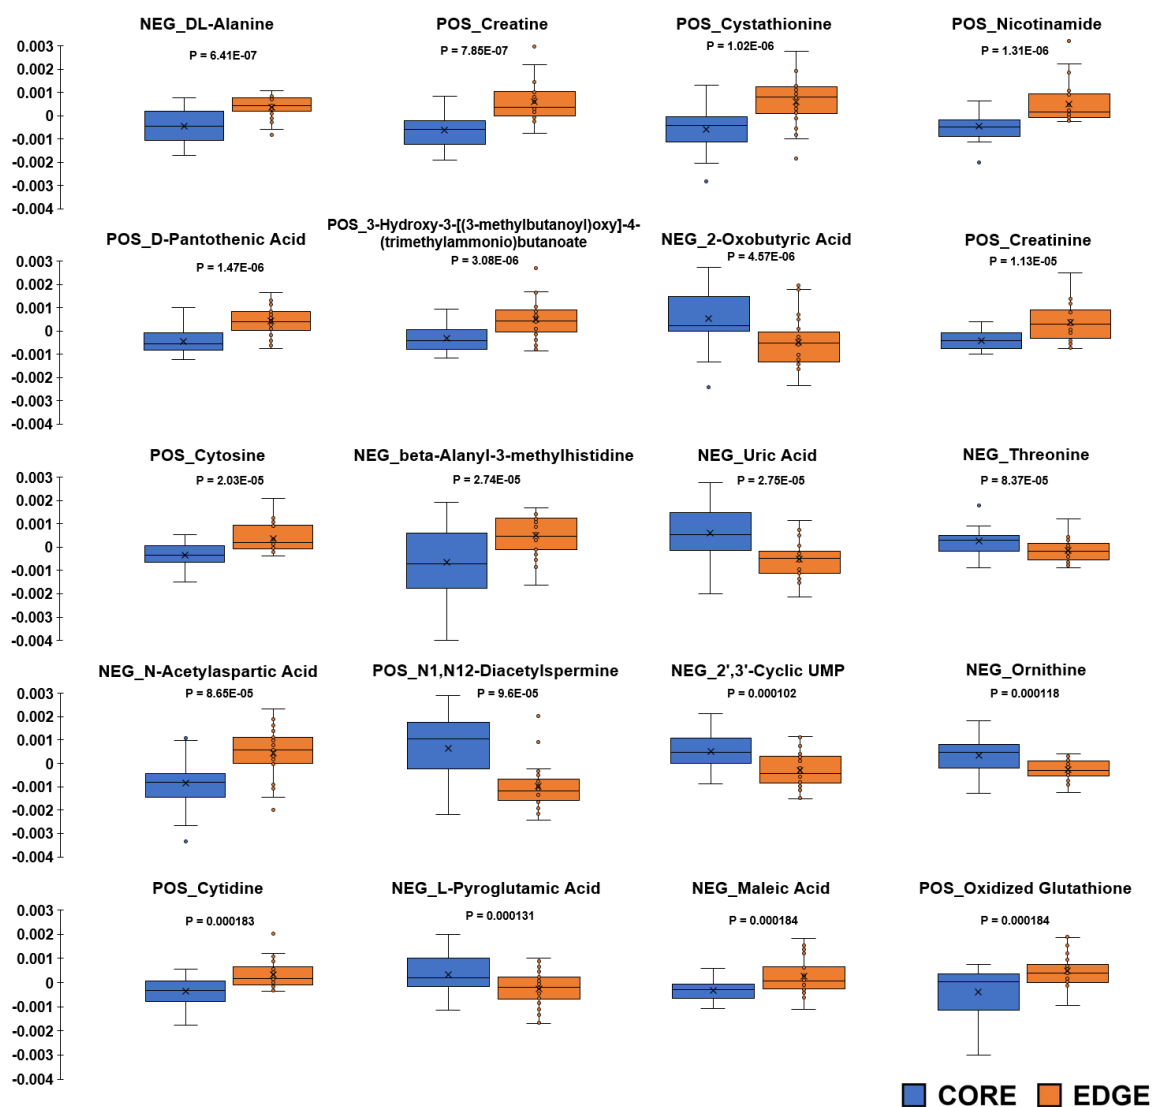 NEG_DL-Alanine
POS_Creatine
POS_Cystathionine
POS_Nicotinamide
P = 6.41E-07
P = 7.85E-07
P = 1.02E-06
P = 1.31E-06
0.003
0.002
0.001
0
-0.001
-0.002
-0.003
-0.004
POS_D-Pantothenic Acid
POS_3-Hydroxy-3-[(3-methylbutanoyl)oxy]-4-
(trimethylammonio)butanoate
NEG_2-Oxobutyric Acid
POS_Creatinine
P = 1.47E-06
P = 3.08E-06
P = 4.57E-06
P = 1.13E-05
0.003
0.002
0.001
0
-0.001
-0.002
-0.003
-0.004
POS_Cytosine
NEG_beta-Alanyl-3-methylhistidine
NEG_Uric Acid
NEG_Threonine
P = 2.03E-05
P = 2.74E-05
P = 2.75E-05
P = 8.37E-05
0.003
0.002
0.001
0
-0.001
-0.002
-0.003
-0.004
NEG_N-Acetylaspartic Acid
POS_N1,N12-Diacetylspermine
NEG_2',3'-Cyclic UMP
NEG_Ornithine
P = 8.65E-05
P = 9.6E-05
P = 0.000102
P = 0.000118
0.003
0.002
0.001
0
-0.001
-0.002
-0.003
-0.004
POS_Cytidine
NEG_L-Pyroglutamic Acid
NEG_Maleic Acid
POS_Oxidized Glutathione
P = 0.000183
P = 0.000131
P = 0.000184
P = 0.000184
0.003
0.002
0.001
0
-0.001
-0.002
-0.003
-0.004
CORE
EDGE